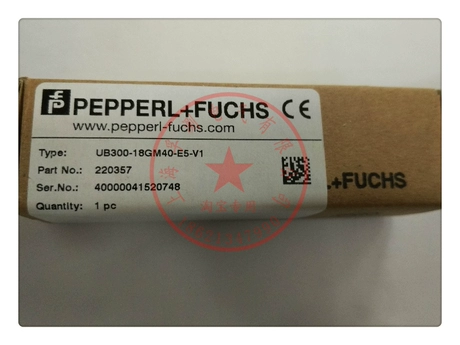 PEPPERL+FUCHS CE
www.pepperl-fuchs.com
Type: UB300-18GM40-E5-V1
Part No.: 220357
Ser.No.: 40000041520748
Quantity: 1 pc
L+FUCHS